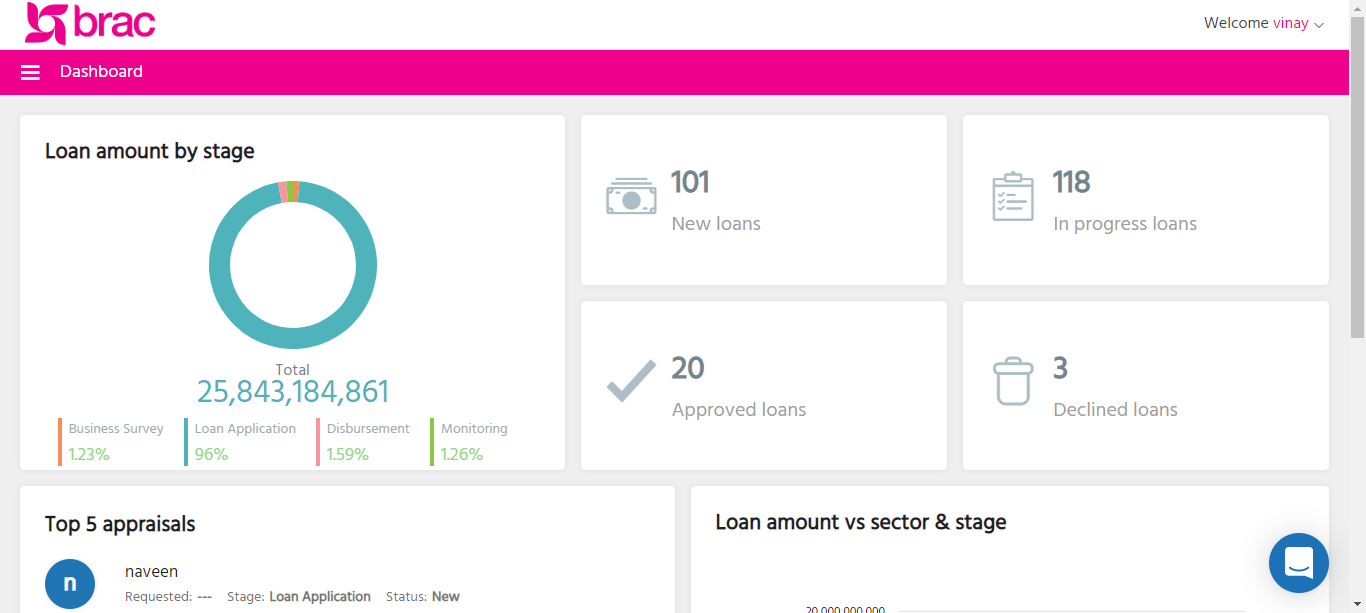 brac
Welcome vinay
Dashboard
Loan amount by stage
Total
25,843,184,861
Business Survey
1.23%
Loan Application
96%
Disbursement
1.59%
Monitoring
1.26%
101
New loans
118
In progress loans
20
Approved loans
3
Declined loans
Top 5 appraisals
n
naveen
Requested: --- Stage: Loan Application Status: New
Loan amount vs sector & stage
20,000,000,000